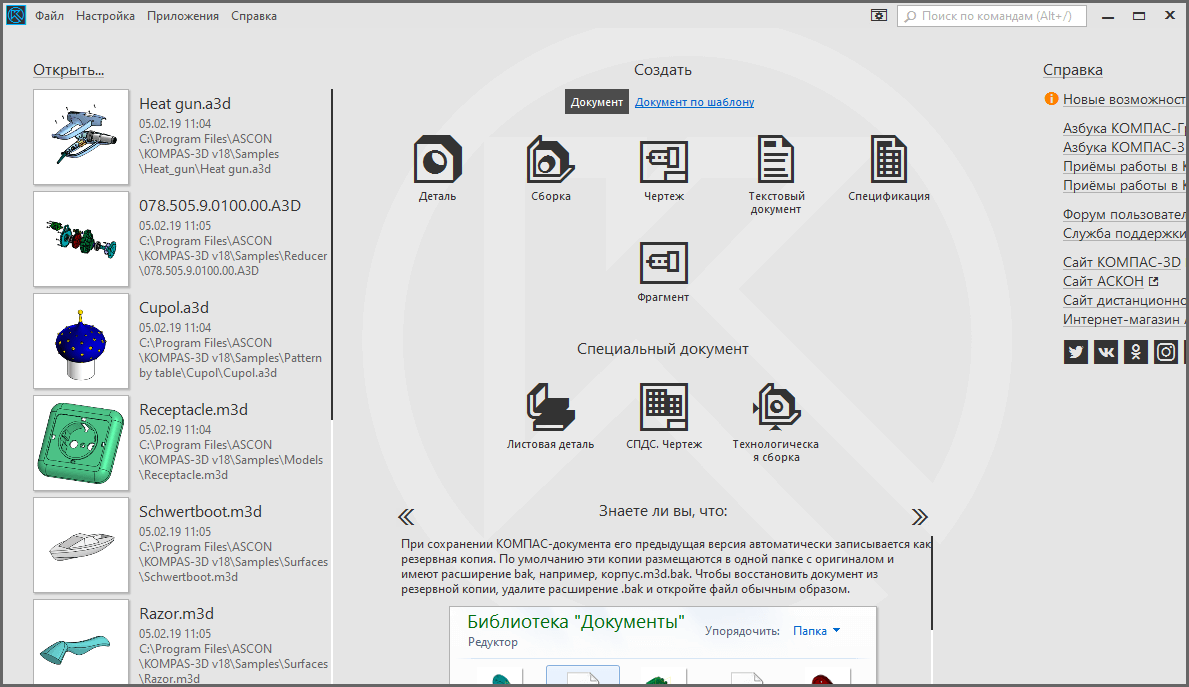 Файл Настройка Приложения Справка
Поиск по командам (Alt+/)
Открыть...
Heat gun.a3d
05.02.19 11:04
C:\Program Files\ASCON
\KOMPAS-3D v18\Samples
\Heat_gun\Heat gun.a3d
078.505.9.0100.00.A3D
05.02.19 11:05
C:\Program Files\ASCON
\KOMPAS-3D v18\Samples\Reducer
\078.505.9.0100.00.A3D
Cupol.a3d
05.02.19 11:04
C:\Program Files\ASCON
\KOMPAS-3D v18\Samples\Pattern
by table\Cupol\Cupol.a3d
Receptacle.m3d
05.02.19 11:04
C:\Program Files\ASCON
\KOMPAS-3D v18\Samples\Models
\Receptacle.m3d
Schwertboot.m3d
05.02.19 11:05
C:\Program Files\ASCON
\KOMPAS-3D v18\Samples\Surfaces
\Schwertboot.m3d
Razor.m3d
05.02.19 11:05
C:\Program Files\ASCON
\KOMPAS-3D v18\Samples\Surfaces
\Razor.m3d
Создать
Документ Документ по шаблону
Деталь
Сборка
Чертеж
Текстовый
документ
Спецификация
Фрагмент
Специальный документ
Листовая деталь
СПДС. Чертеж
Технологическа
я сборка
Знаете ли вы, что:
При сохранении КОМПАС-документа его предыдущая версия автоматически записывается как
резервная копия. По умолчанию эти копии размещаются в одной папке с оригиналом и
имеют расширение bak, например, корпус.m3d.bak. Чтобы восстановить документ из
резервной копии, удалите расширение .bak и откройте файл обычным образом.
Библиотека "Документы"
Редактор
Упорядочить: Папка
Справка
Новые возможност
Азбука КОМПАС-Г
Азбука КОМПАС-3
Приёмы работы в К
Приёмы работы в К
Форум пользовател
Служба поддержки
Сайт КОМПАС-3D
Сайт АСКОН
Сайт дистанционно
Интернет-магазин А